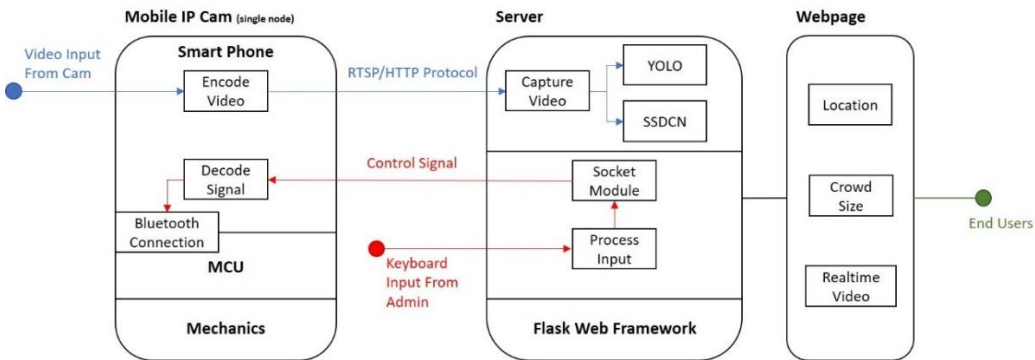 Mobile IP Cam (single node)
Server
Webpage
Smart Phone
Video Input
From Cam
Encode
Video
RTSP/HTTP Protocol
Capture
Video
YOLO
SSDCN
Location
Decode
Signal
Control Signal
Socket
Module
Crowd
Size
Bluetooth
Connection
Process
Input
End Users
MCU
Keyboard
Input From
Admin
Realtime
Video
Mechanics
Flask Web Framework